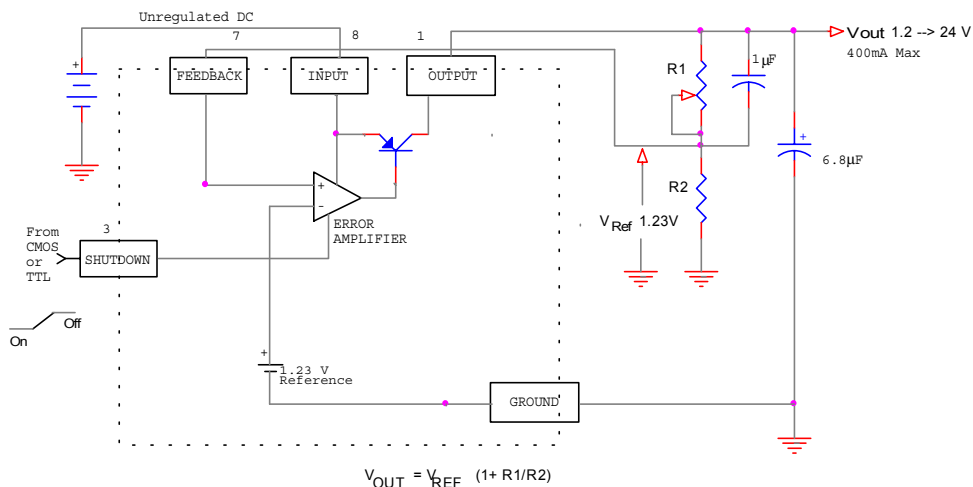 Unregulated DC
7 8 1
FEEDBACK INPUT OUTPUT
Vout 1.2 --> 24 V
400mA Max
R1
1µF
+
+
6.8µF
R2
VRef 1.23V
+
-
ERROR
AMPLIFIER
From
CMOS
or
TTL
3
SHUTDOWN
On
Off
+
1.23 V
Reference
GROUND
VOUT = VREF (1+ R1/R2)